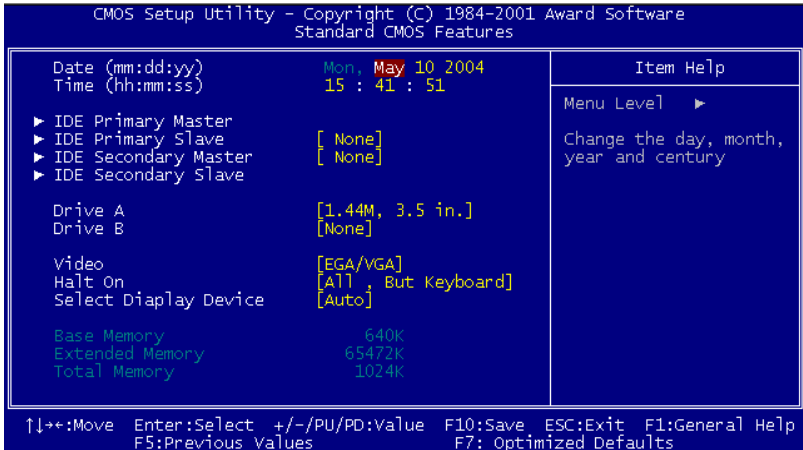 CMOS Setup Utility – Copyright (C) 1984-2001 Award Software
Standard CMOS Features
Date (mm:dd:yy) Mon, May 10 2004
Time (hh:mm:ss) 15 : 41 : 51
► IDE Primary Master
► IDE Primary Slave [ None]
► IDE Secondary Master [ None]
► IDE Secondary Slave
Drive A [1.44M, 3.5 in.]
Drive B [None]
Video [EGA/VGA]
Halt On [All , But Keyboard]
Select Diaplay Device [Auto]
Base Memory 640K
Extended Memory 65472K
Total Memory 1024K
Item Help
Menu Level ►
Change the day, month,
year and century
↑↓→←:Move Enter:Select +/-/PU/PD:Value F10:Save ESC:Exit F1:General Help
F5:Previous Values F7: Optimized Defaults